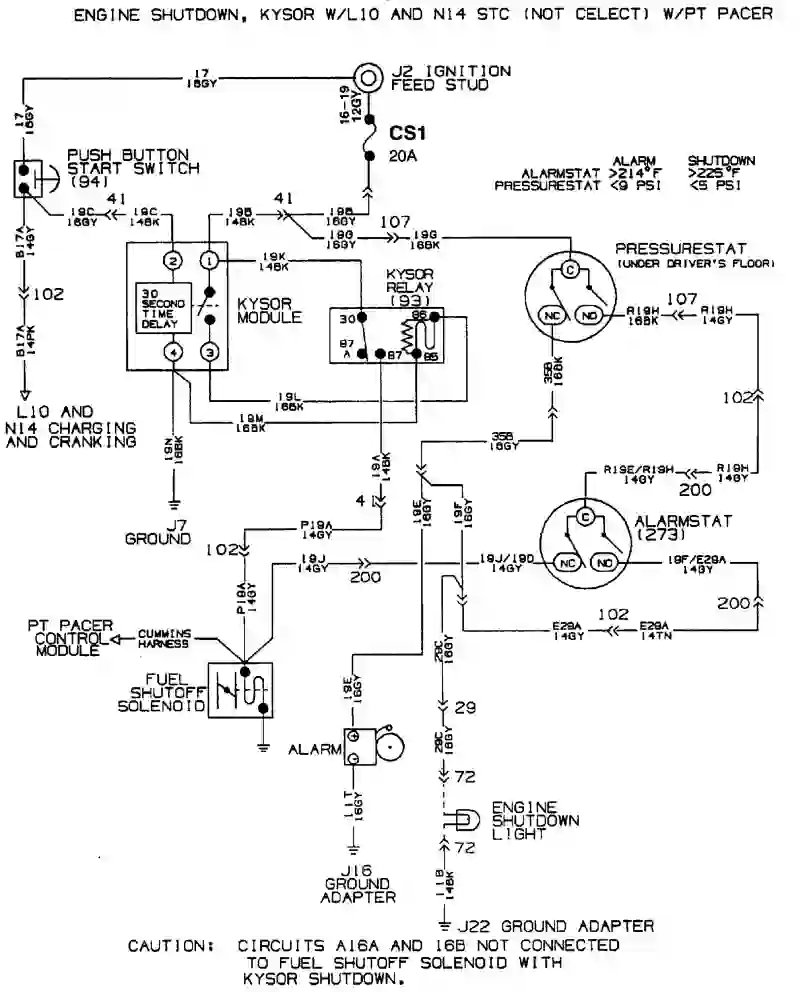 ENGINE SHUTDOWN, KYSOR W/L10 AND N14 STC (NOT CELECT) W/PT PACER
17
16GY
J2 IGNITION
FEED STUD
16-19
12GY
CS1
20A
17
16GY
PUSH BUTTON
START SWITCH
(94)
ALARM SHUTDOWN
ALARMSTAT >214°F >225°F
PRESSURESTAT <9 PSI <5 PSI
41
19C
16GY
19C
14BK
41
19B
14BK
19B
16GY
19G
16GY
107
19G
16BK
B17A
14GY
102
B17A
14PK
2
1
30
SECOND
TIME
DELAY
4
3
KYSOR
MODULE
19K
14BK
KYSOR
RELAY
(93)
30
86
87
A
87
85
PRESSURESTAT
(UNDER DRIVER'S FLOOR)
C
NC
NO
R19H
16BK
107
R19H
14GY
35B
16BK
L10 AND
N14 CHARGING
AND CRANKING
19L
16BK
19M
16BK
102
19N
16BK
19A
14BK
35B
16GY
J7
GROUND
4
19E
16GY
19F
16GY
R19E/R19H
14GY
R19H
14GY
200
C
ALARMSTAT
(273)
NC
NO
P19A
14GY
102
19J
14GY
200
19J/19D
14GY
19F/E29A
14GY
P19A
14GY
200
PT PACER
CONTROL
MODULE
CUMMINS
HARNESS
102
E29A
14GY
E29A
14TN
29C
16GY
FUEL
SHUTOFF
SOLENOID
19E
16GY
29
ALARM
+
-
29C
16GY
72
11T
16GY
ENGINE
SHUTDOWN
LIGHT
72
J16
GROUND
ADAPTER
11B
14BK
J22 GROUND ADAPTER
CAUTION: CIRCUITS A16A AND 16B NOT CONNECTED
TO FUEL SHUTOFF SOLENOID WITH
KYSOR SHUTDOWN.